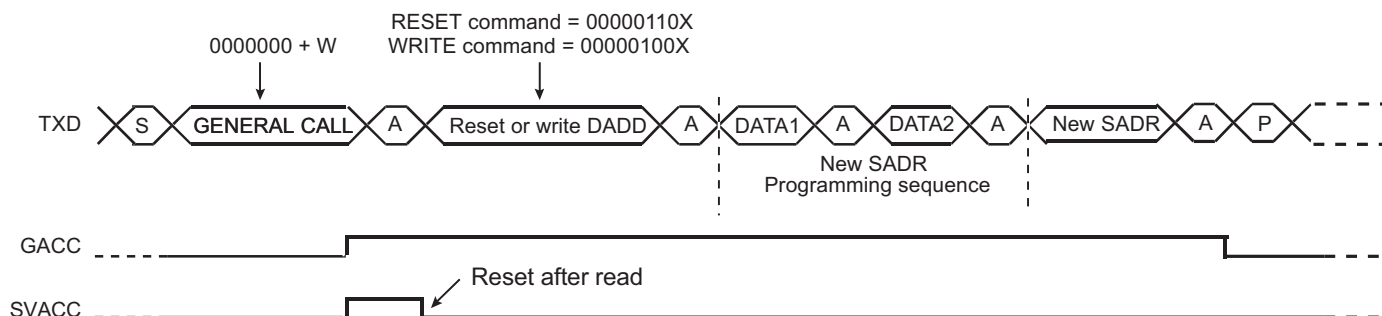 RESET command = 00000110X
0000000 + W WRITE command = 00000100X
TXD S GENERAL CALL A Reset or write DADD A DATA1 A DATA2 A New SADR A P
New SADR
Programming sequence
GACC
Reset after read
SVACC